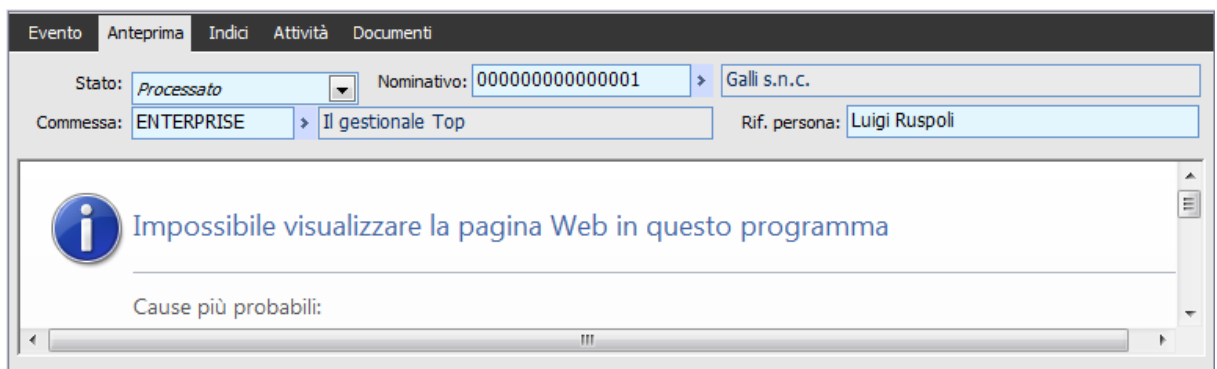 Evento Anteprima Indici Attività Documenti
Stato: Processato Nominativo: 000000000000001 Galli s.n.c.
Commessa: ENTERPRISE Il gestionale Top Rif. persona: Luigi Ruspoli
Impossibile visualizzare la pagina Web in questo programma
Cause più probabili: